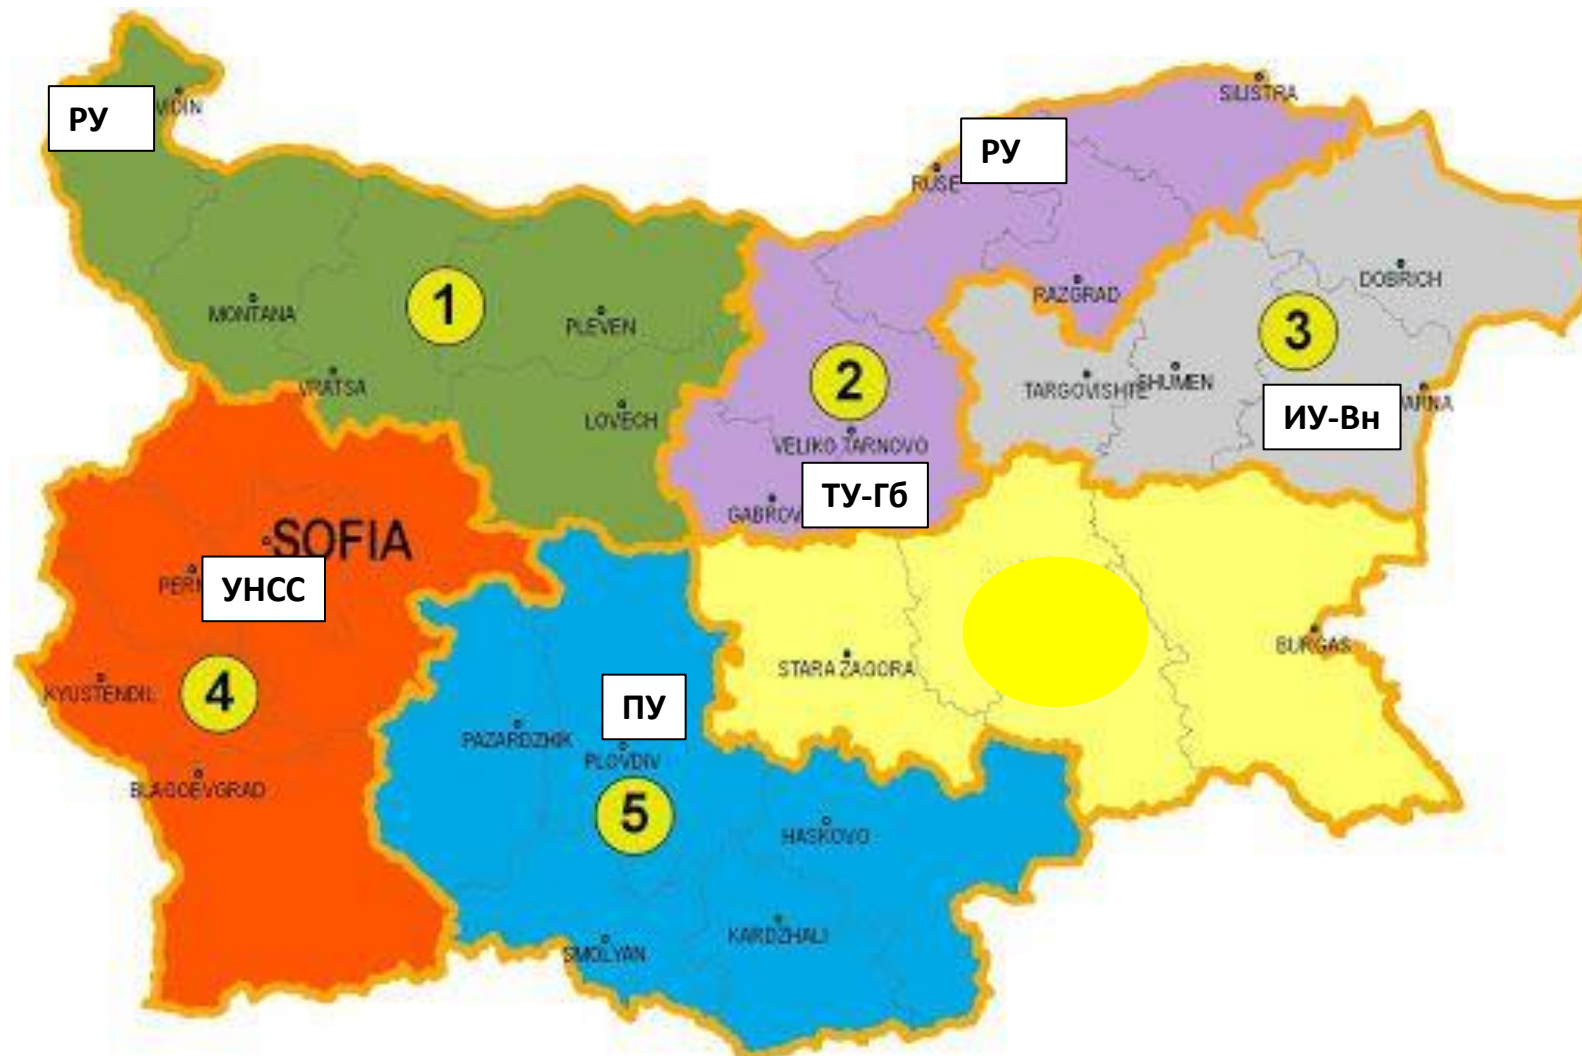 SILISTRA
РУ
VIDIN
РУ
RUSE
DOBRICH
RAZGRAD
MONTANA
1
PLEVEN
3
2
VRATSA
TARGOVISHTE
SHUMEN
LOVECH
ИУ-Вн
VARNA
VELIKO TARNOVO
ТУ-Гб
GABROV
SOFIA
PERN
УНСС
BURGAS
STARA ZAGORA
KYUSTENDIL
4
ПУ
PAZARDZHIK
PLOVDIV
BLAGOEVGRAD
5
HASKOVO
KARDZHALI
SMOLYAN